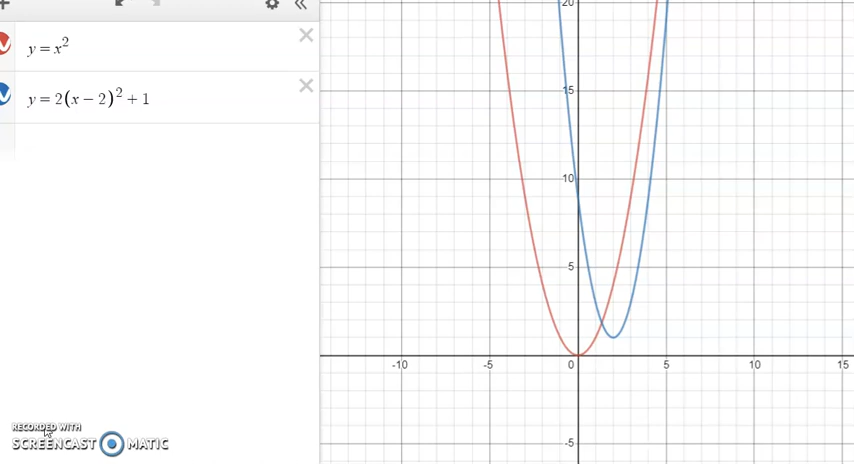 y = x²
y = 2(x − 2)² + 1
20
15
10
5
-10
-5
0
5
10
15
-5
RECORDED WITH
SCREENCAST MATIC